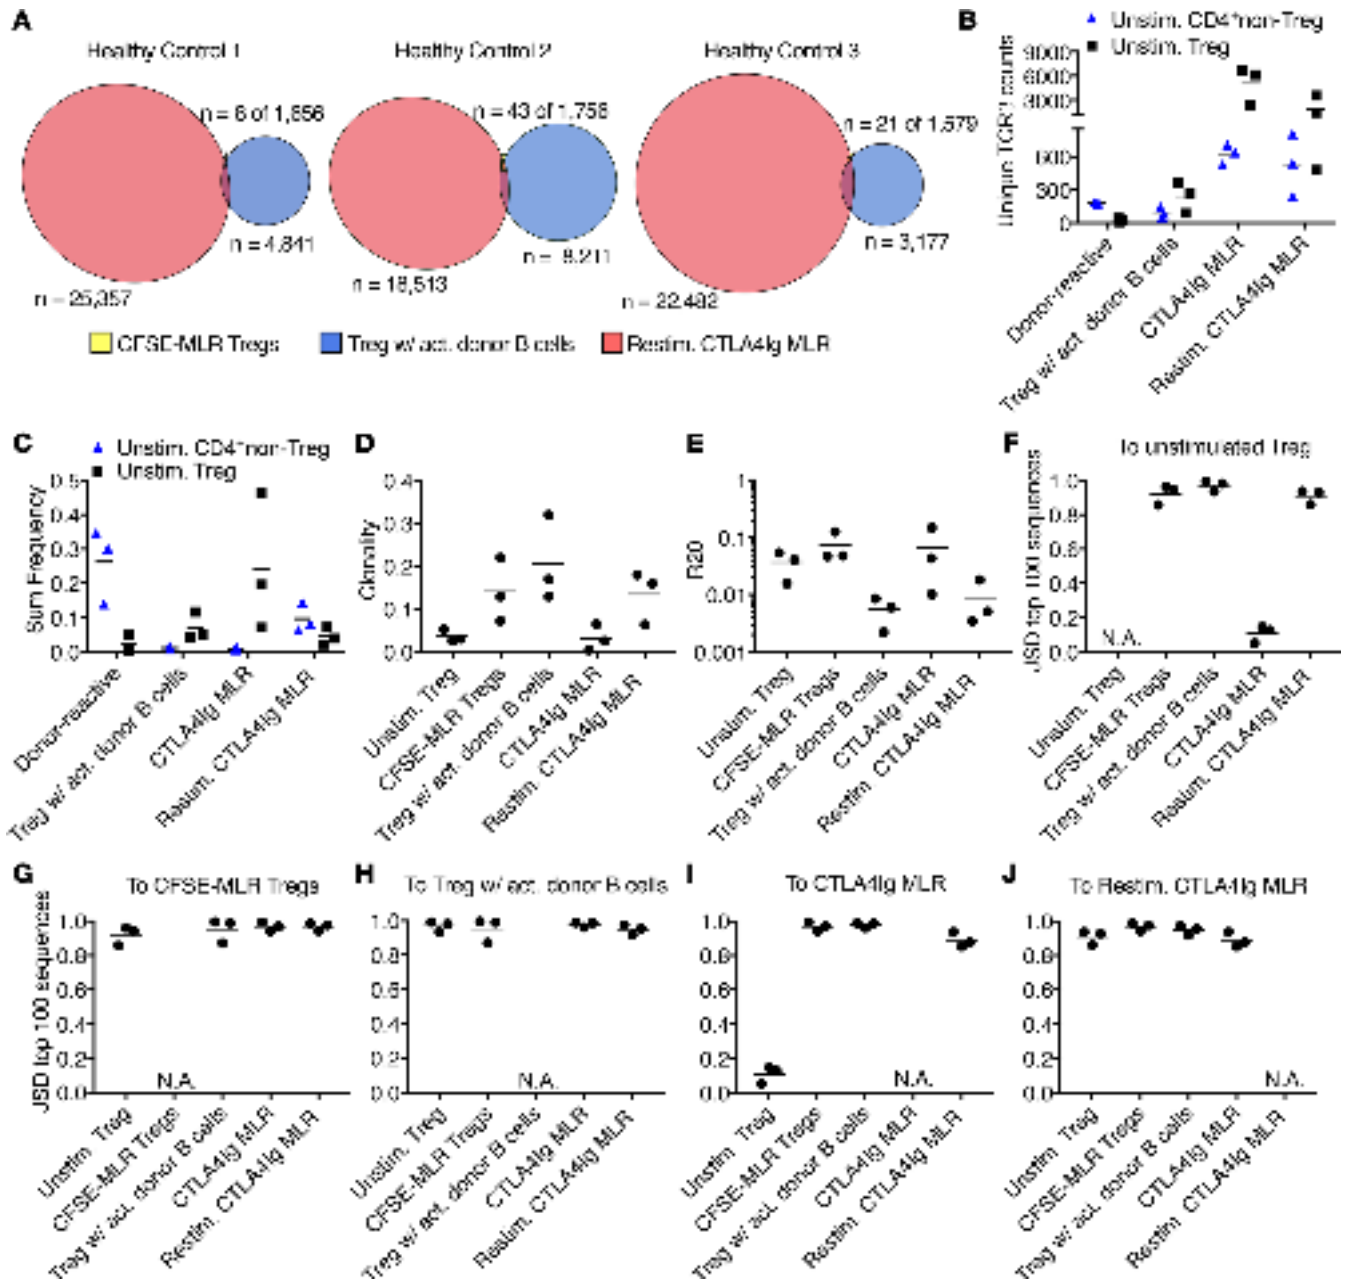 A
Healthy Control 1
Healthy Control 2
Healthy Control 3
n = 6 of 1,656
n = 43 of 1,756
n = 21 of 1,579
n = 4,841
n = 8,211
n = 3,177
n = 25,357
n = 18,513
n = 22,482
CFSE-MLR Tregs
Treg w/ act. donor B cells
Restim. CTLA4Ig MLR
B
Unstim. CD4+non-Treg
Unstim. Treg
Unique counts
9000
6000
3000
600
300
0
Donor-reactive
Treg w/ act. donor B cells
CTLA4Ig MLR
Restim. CTLA4Ig MLR
C
Unstim. CD4+non-Treg
Unstim. Treg
Sum Frequency
0.5
0.4
0.3
0.2
0.1
0.0
Donor-reactive
Treg w/ act. donor B cells
CTLA4Ig MLR
Restim. CTLA4Ig MLR
D
Clonality
0.4
0.3
0.2
0.1
0.0
Unstim. Treg
CFSE-MLR Tregs
Treg w/ act. donor B cells
CTLA4Ig MLR
Restim. CTLA4Ig MLR
E
R20
1
0.1
0.01
0.001
Unstim. Treg
CFSE-MLR Tregs
Treg w/ act. donor B cells
CTLA4Ig MLR
Restim. CTLA4Ig MLR
F
To unstimulated Treg
JSD top 100 sequences
1.0
0.8
0.6
0.4
0.2
0.0
N.A.
Unstim. Treg
CFSE-MLR Tregs
Treg w/ act. donor B cells
CTLA4Ig MLR
Restim. CTLA4Ig MLR
G
To CFSE-MLR Tregs
JSD top 100 sequences
1.0
0.8
0.6
0.4
0.2
0.0
N.A.
Unstim. Treg
CFSE-MLR Tregs
Treg w/ act. donor B cells
CTLA4Ig MLR
Restim. CTLA4Ig MLR
H
To Treg w/ act. donor B cells
1.0
0.8
0.6
0.4
0.2
0.0
N.A.
Unstim. Treg
CFSE-MLR Tregs
Treg w/ act. donor B cells
CTLA4Ig MLR
Restim. CTLA4Ig MLR
I
To CTLA4Ig MLR
1.0
0.8
0.6
0.4
0.2
0.0
N.A.
Unstim. Treg
CFSE-MLR Tregs
Treg w/ act. donor B cells
CTLA4Ig MLR
Restim. CTLA4Ig MLR
J
To Restim. CTLA4Ig MLR
1.0
0.8
0.6
0.4
0.2
0.0
N.A.
Unstim. Treg
CFSE-MLR Tregs
Treg w/ act. donor B cells
CTLA4Ig MLR
Restim. CTLA4Ig MLR